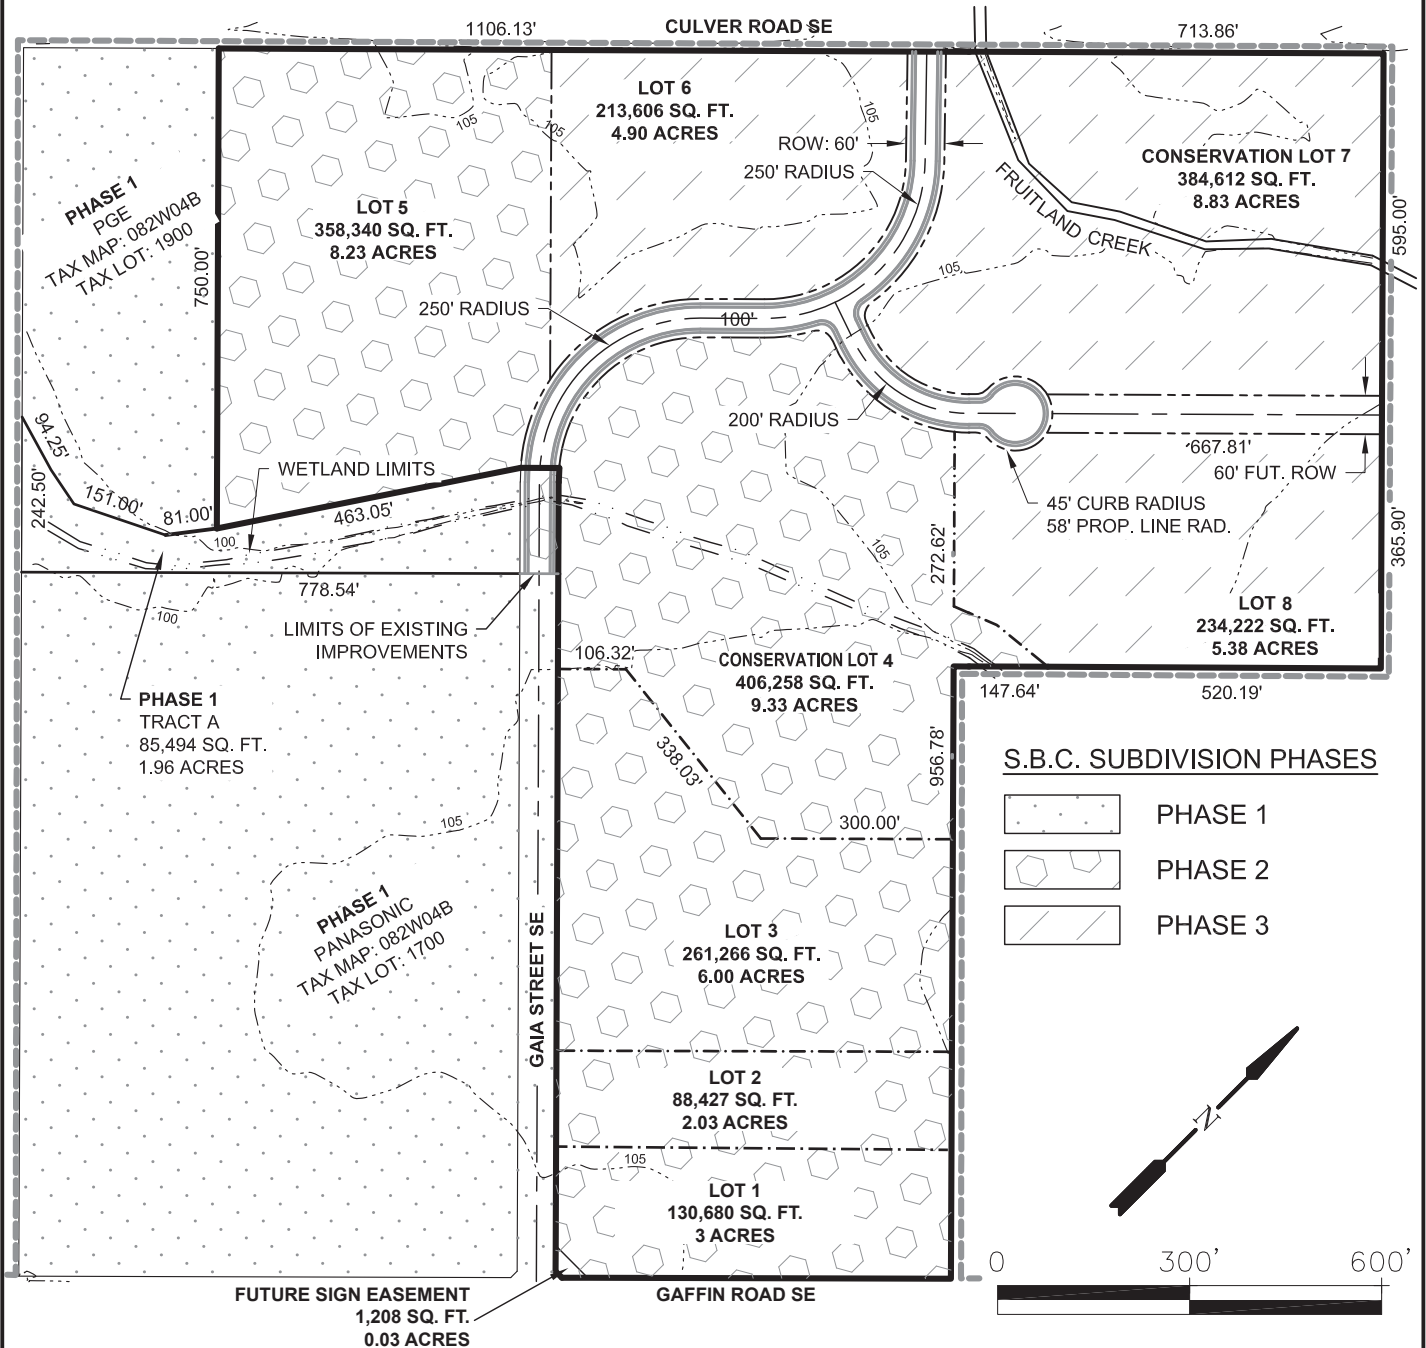 1106.13'
CULVER ROAD SE
713.86'
LOT 6
213,606 SQ. FT.
4.90 ACRES
105
105
105
105
ROW: 60'
250' RADIUS
CONSERVATION LOT 7
384,612 SQ. FT.
8.83 ACRES
FRUITLAND CREEK
595.00'
PHASE 1
PGE
TAX MAP: 082W04B
TAX LOT: 1900
750.00'
LOT 5
358,340 SQ. FT.
8.23 ACRES
105
250' RADIUS
100'
200' RADIUS
667.81'
60' FUT. ROW
45' CURB RADIUS
58' PROP. LINE RAD.
94.25'
242.50'
151.00'
81.00'
WETLAND LIMITS
463.05'
100
105
272.62'
365.90'
778.54'
100
LIMITS OF EXISTING
IMPROVEMENTS
LOT 8
234,222 SQ. FT.
5.38 ACRES
106.32'
CONSERVATION LOT 4
406,258 SQ. FT.
9.33 ACRES
147.64'
520.19'
PHASE 1
TRACT A
85,494 SQ. FT.
1.96 ACRES
338.03'
956.78'
S.B.C. SUBDIVISION PHASES
PHASE 1
PHASE 2
PHASE 3
105
300.00'
PHASE 1
PANASONIC
TAX MAP: 082W04B
TAX LOT: 1700
GAIA STREET SE
LOT 3
261,266 SQ. FT.
6.00 ACRES
LOT 2
88,427 SQ. FT.
2.03 ACRES
105
LOT 1
130,680 SQ. FT.
3 ACRES
N
0 300' 600'
FUTURE SIGN EASEMENT
1,208 SQ. FT.
0.03 ACRES
GAFFIN ROAD SE